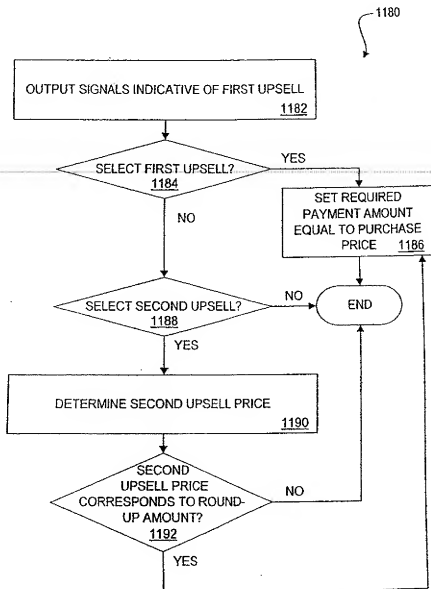 1180
OUTPUT SIGNALS INDICATIVE OF FIRST UPSELL
1182
SELECT FIRST UPSELL?
1184
YES
NO
SET REQUIRED
PAYMENT AMOUNT
EQUAL TO PURCHASE
PRICE 1186
SELECT SECOND UPSELL?
1188
NO
END
YES
DETERMINE SECOND UPSELL PRICE
1190
SECOND
UPSELL PRICE
CORRESPONDS TO ROUND-
UP AMOUNT?
1192
NO
YES